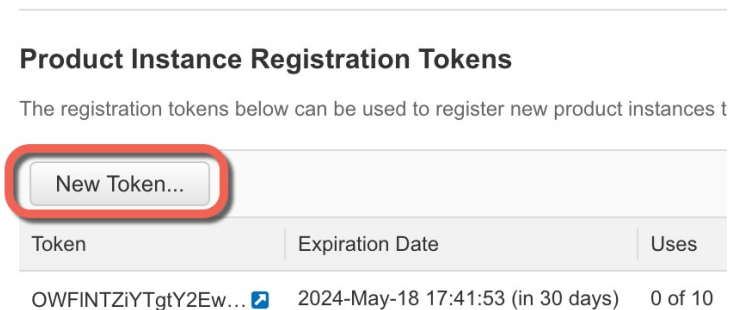 Product Instance Registration Tokens
The registration tokens below can be used to register new product instances t
New Token...
Token Expiration Date Uses
OWFINTZiYTgtY2Ew... 2024-May-18 17:41:53 (in 30 days) 0 of 10